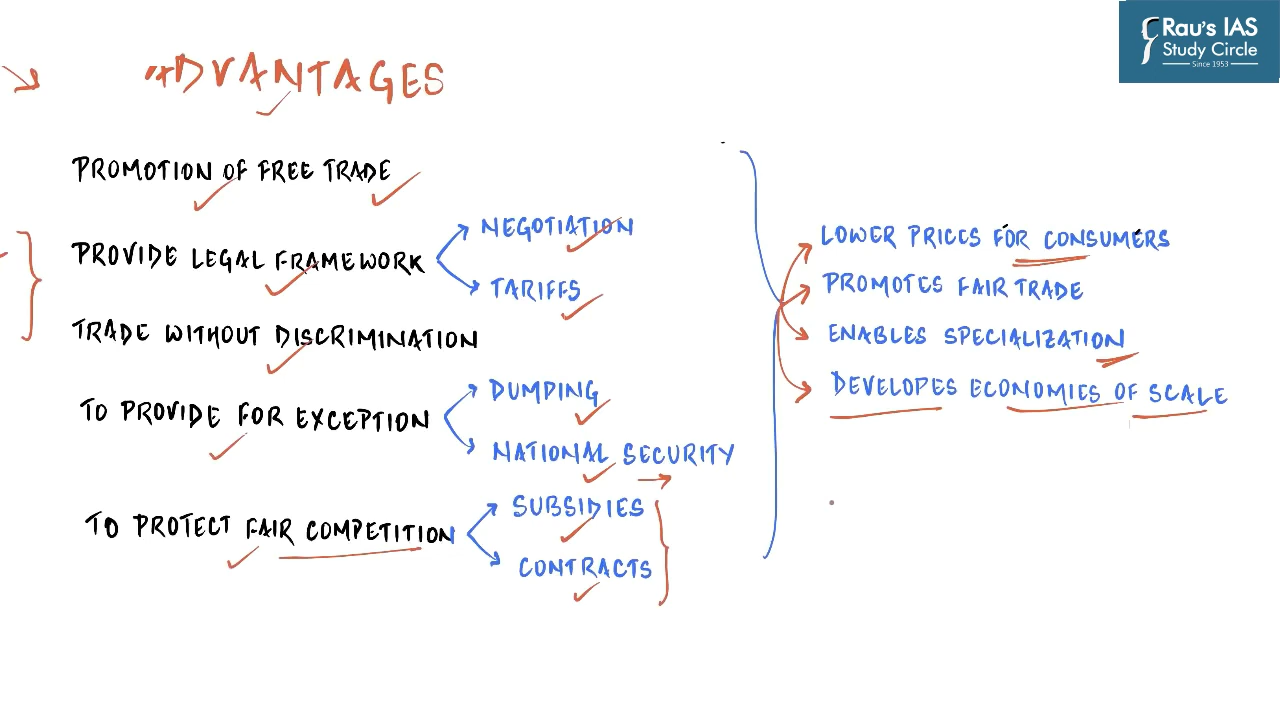 Rau's IAS
Study Circle
Since 1953
ADVANTAGES
PROMOTION OF FREE TRADE
PROVIDE LEGAL FRAMEWORK
NEGOTIATION
TARIFFS
TRADE WITHOUT DISCRIMINATION
TO PROVIDE FOR EXCEPTION
DUMPING
NATIONAL SECURITY
TO PROTECT FAIR COMPETITION
SUBSIDIES
CONTRACTS
LOWER PRICES FOR CONSUMERS
PROMOTES FAIR TRADE
ENABLES SPECIALIZATION
DEVELOPES ECONOMIES OF SCALE